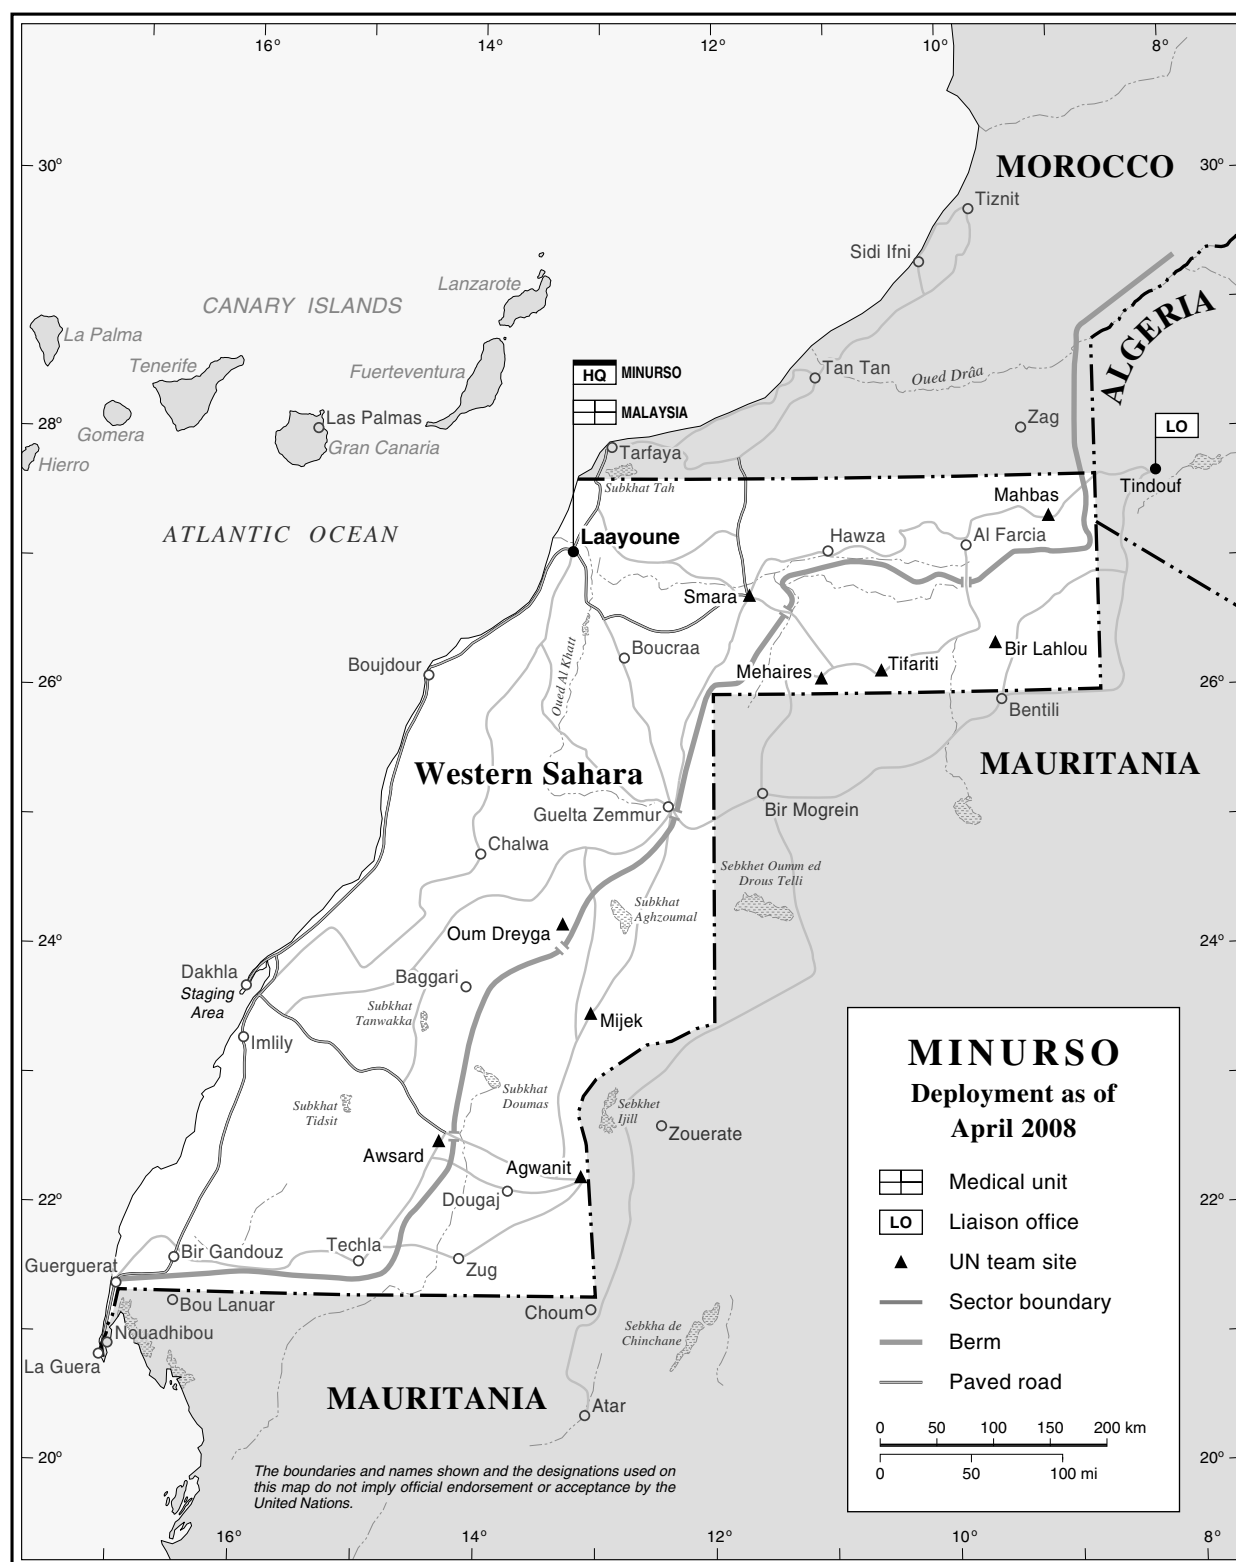 16° 14° 12° 10° 8°
30° MOROCCO 30°
Tiznit
Sidi Ifni
Lanzarote
CANARY ISLANDS
ALGERIA
La Palma
Tenerife
Fuerteventura
HQ MINURSO
Tan Tan
Oued Drâa
MALAYSIA
Las Palmas
Zag
LO
28° 28°
Gomera
Gran Canaria
Hierro
Tarfaya
Subkhat Tah
Tindouf
Mahbas
ATLANTIC OCEAN
Laayoune
Hawza
Al Farcia
Smara
Boucraa
Bir Lahlou
Boujdour
Oued Al Khatt
Mehaires
Tifariti
26° 26°
Bentili
Western Sahara
MAURITANIA
Guelta Zemmur
Bir Mogrein
Chalwa
Sebkhet Oumm ed
Drous Telli
Subkhat
Aghzoumal
Oum Dreyga
24° 24°
Dakhla
Staging
Area
Baggari
Subkhat
Tanwakka
Mijek
Imlily
Subkhat
Doumas
Subkhat
Tidsit
Sebkhet
Ijill
Zouerate
Awsard
Agwanit
22° 22°
Dougaj
Techla
Bir Gandouz
Zug
Guerguerat
Bou Lanuar
Choum
Nouadhibou
Sebkha de
Chinchane
La Guera
MAURITANIA
Atar
20° 20°
MINURSO
Deployment as of
April 2008
Medical unit
LO Liaison office
UN team site
Sector boundary
Berm
Paved road
0 50 100 150 200 km
0 50 100 mi
The boundaries and names shown and the designations used on
this map do not imply official endorsement or acceptance by the
United Nations.
16° 14° 12° 10° 8°